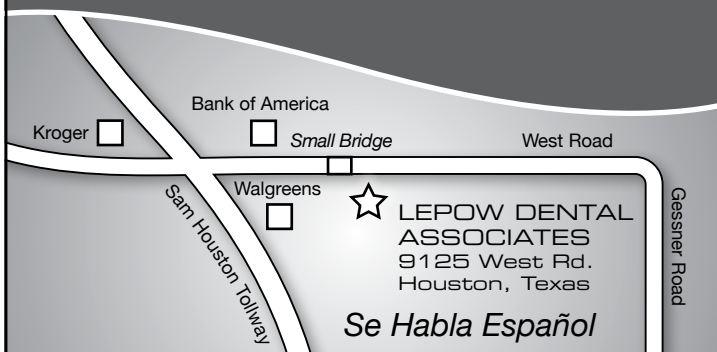 Bank of America
Kroger
Small Bridge
West Road
Walgreens
Sam Houston Tollway
Gessner Road
LEPOW DENTAL
ASSOCIATES
9125 West Rd.
Houston, Texas
Se Habla Español